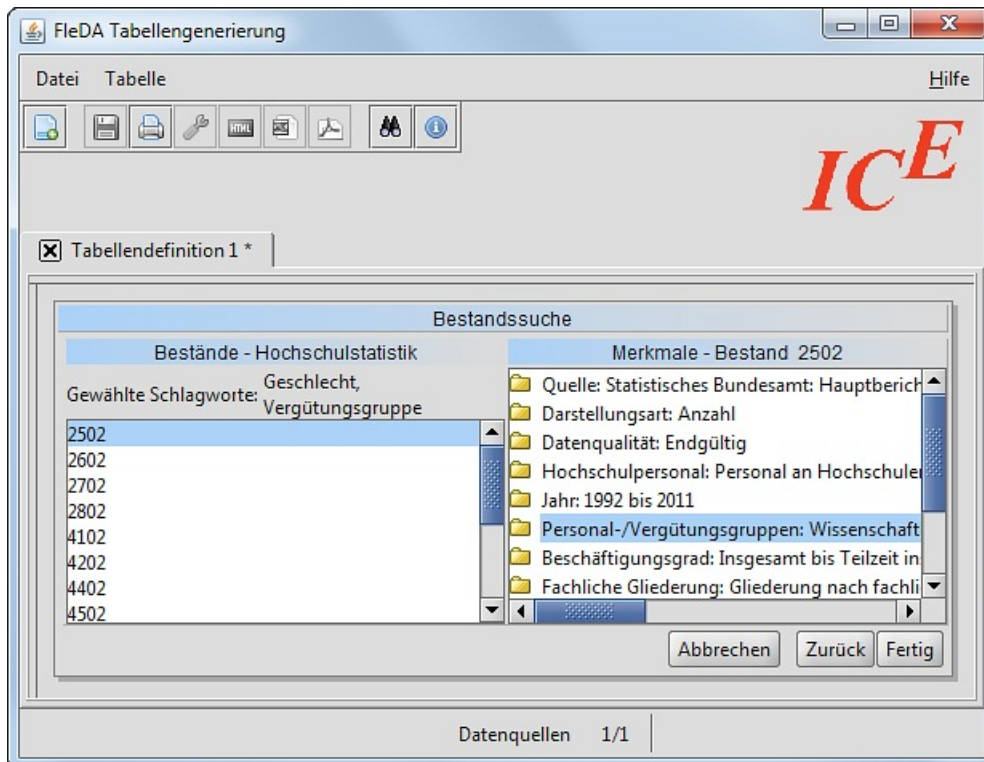 FleDA Tabellengenerierung
Datei Tabelle Hilfe
HTML
ICE
Tabellendefinition 1 *
Bestandssuche
Bestände - Hochschulstatistik
Gewählte Schlagworte: Geschlecht,
Vergütungsgruppe
2502
2602
2702
2802
4102
4202
4402
4502
Merkmale - Bestand 2502
Quelle: Statistisches Bundesamt: Hauptberich
Darstellungsart: Anzahl
Datenqualität: Endgültig
Hochschulpersonal: Personal an Hochschule
Jahr: 1992 bis 2011
Personal-/Vergütungsgruppen: Wissenschaft
Beschäftigungsgrad: Insgesamt bis Teilzeit in
Fachliche Gliederung: Gliederung nach fachli
Abbrechen Zurück Fertig
Datenquellen 1/1